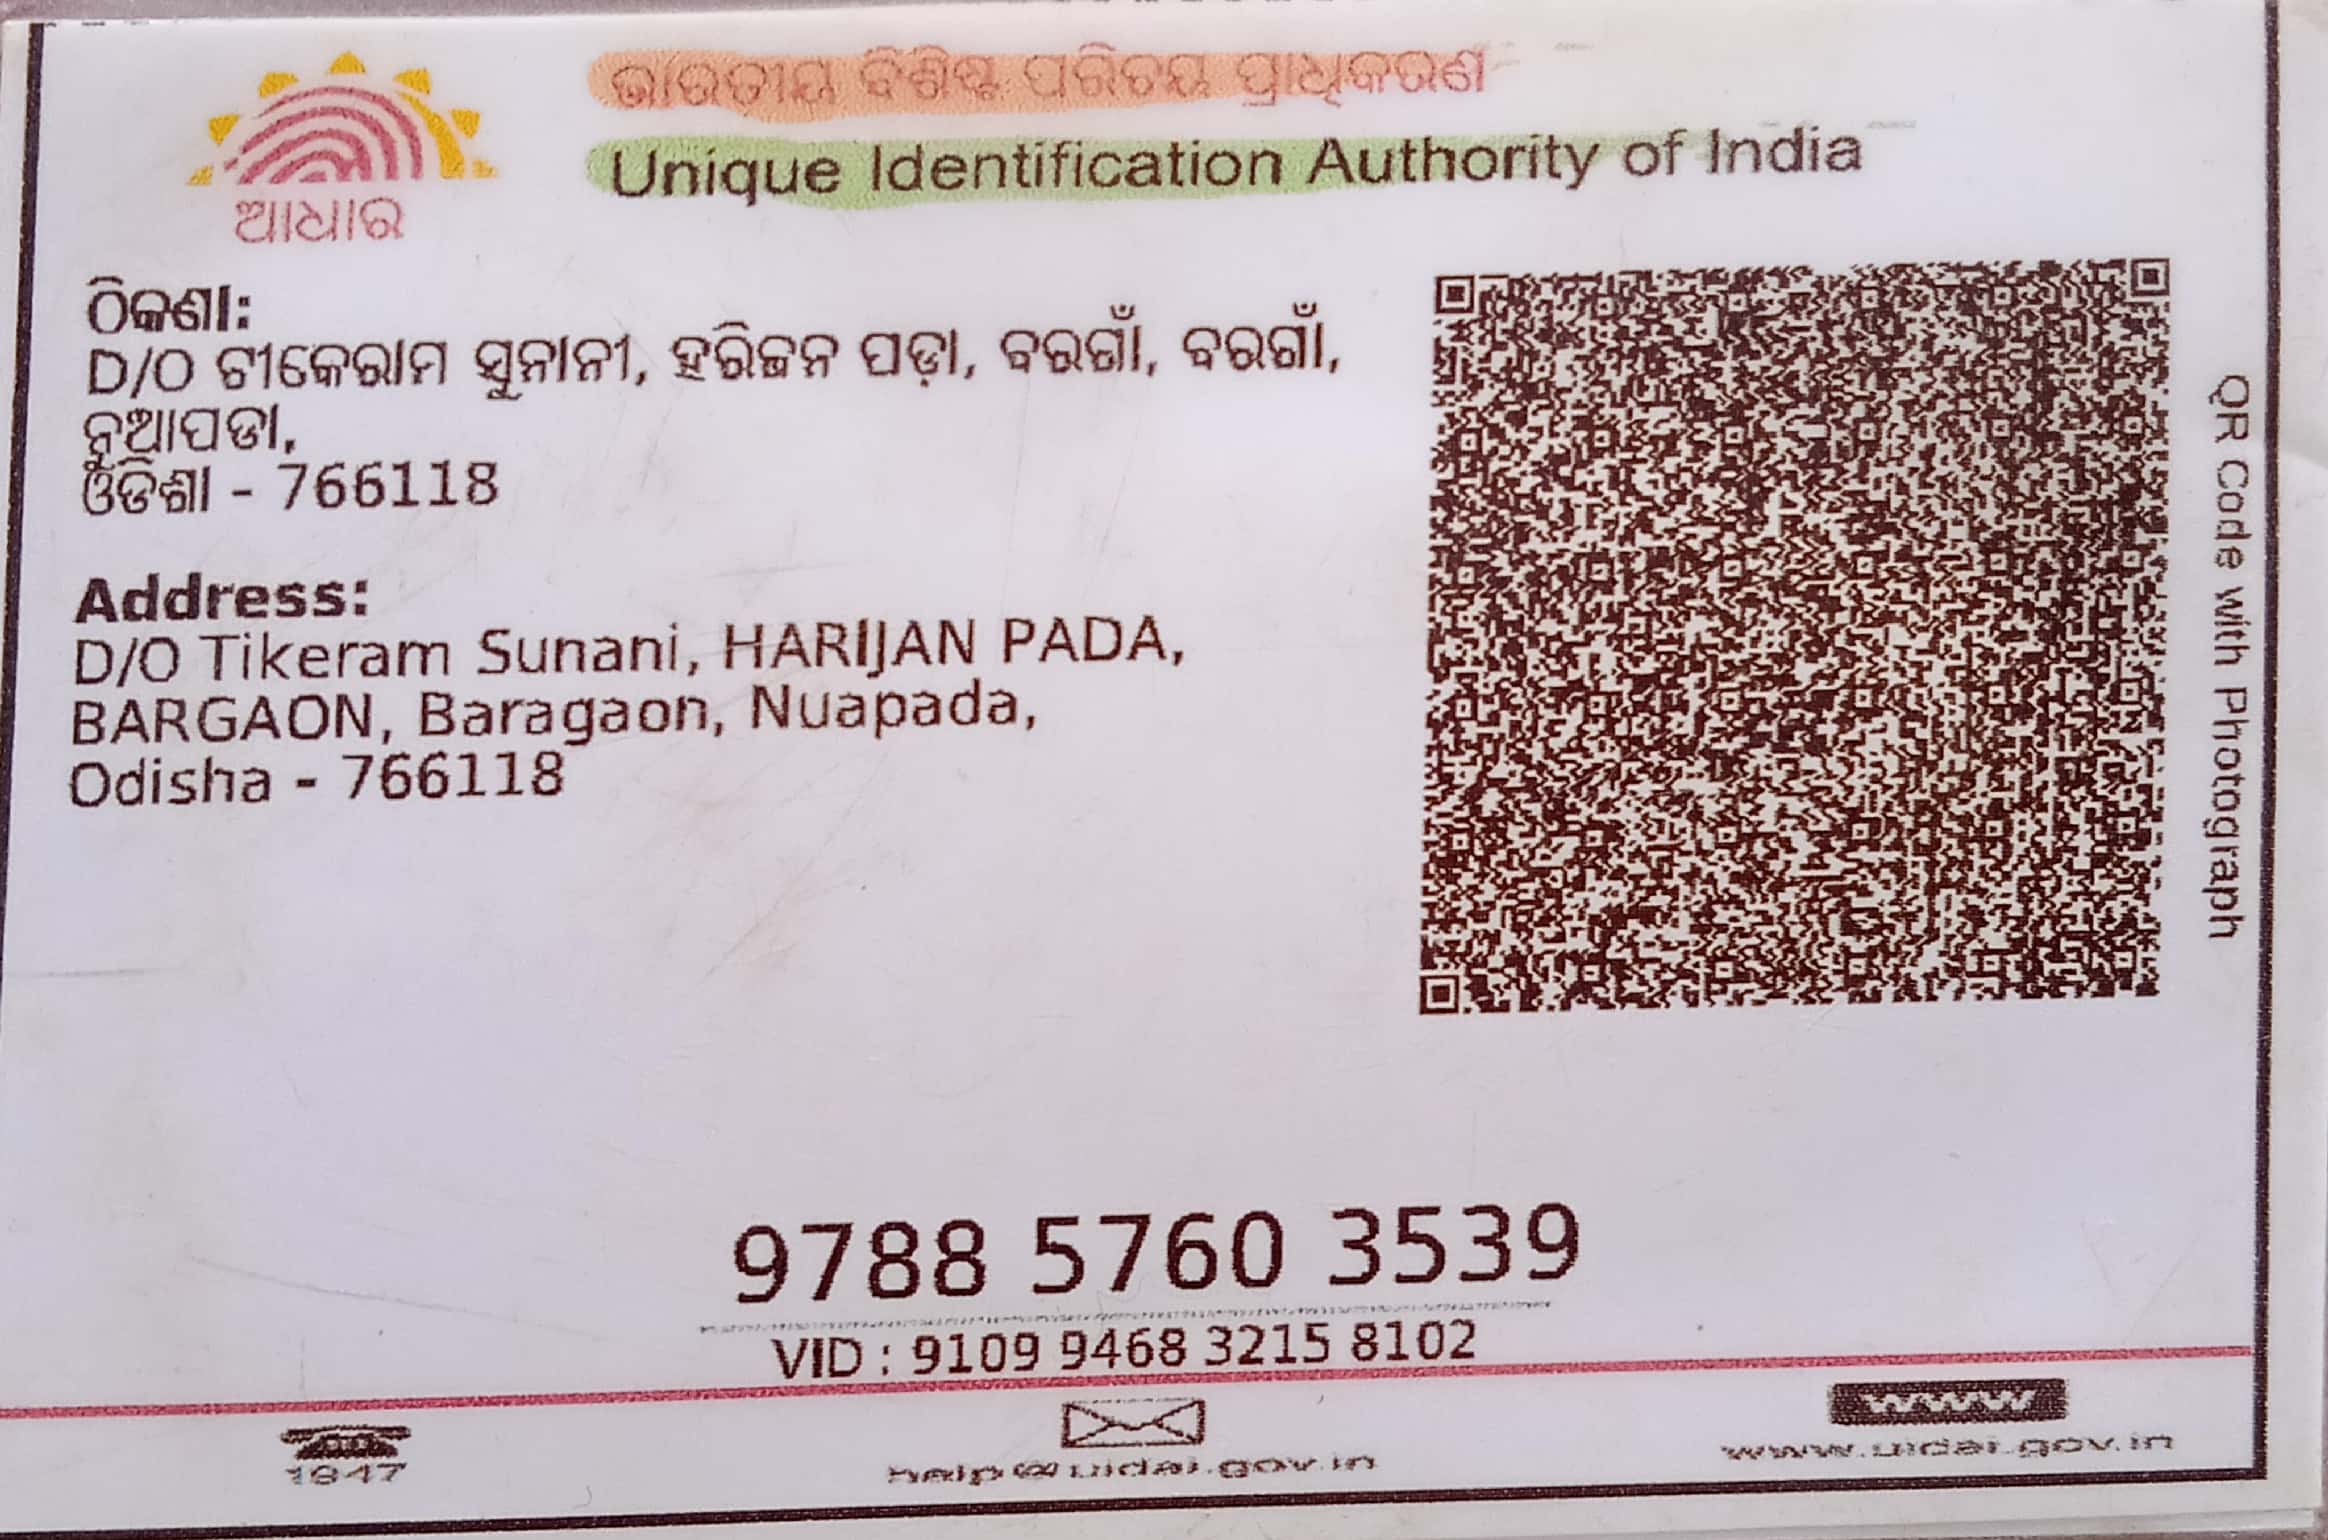 ଭାରତୀୟ ବିଶିଷ୍ଟ ପରିଚୟ ପ୍ରାଧିକରଣ
Unique Identification Authority of India
ଆଧାର
ଠିକଣା:
D/O ଟୀକେରାମ ସୁନାନୀ, ହରିଜନ ପଡ଼ା, ବରଗାଁ, ବରଗାଁ,
ନୁଆପଡା,
ଓଡିଶା - 766118
Address:
D/O Tikeram Sunani, HARIJAN PADA,
BARGAON, Baragaon, Nuapada,
Odisha - 766118
QR Code with Photograph
9788 5760 3539
VID : 9109 9468 3215 8102
1947
help@uidai.gov.in
www
www.uidai.gov.in